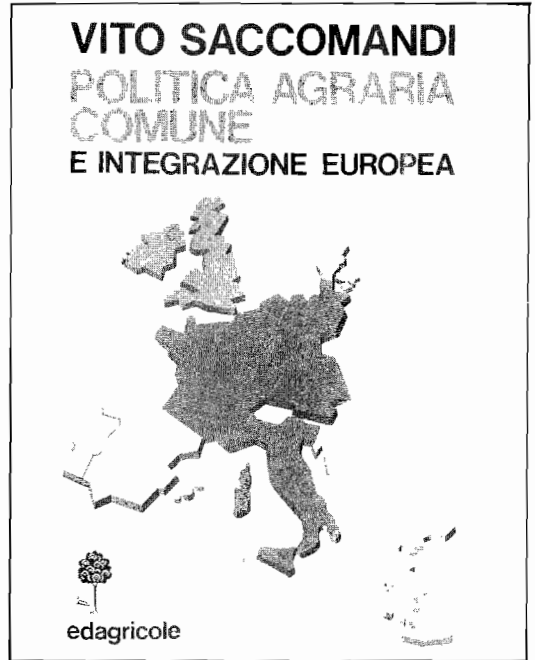 VITO SACCOMANDI
POLITICA AGRARIA
COMUNE
E INTEGRAZIONE EUROPEA
edagricole